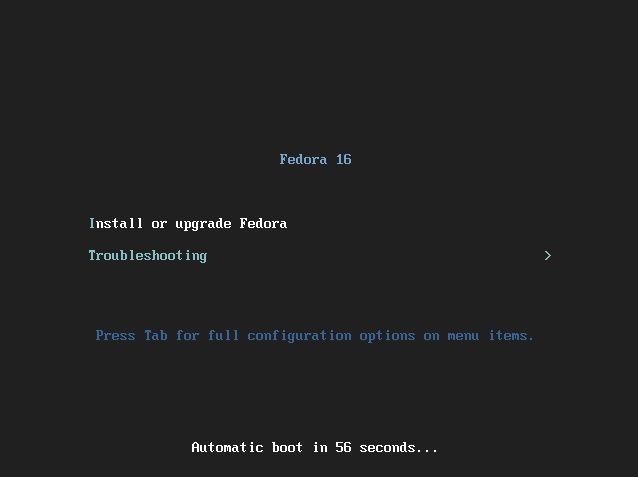 Fedora 16
Install or upgrade Fedora
Troubleshooting >
Press Tab for full configuration options on menu items.
Automatic boot in 56 seconds...